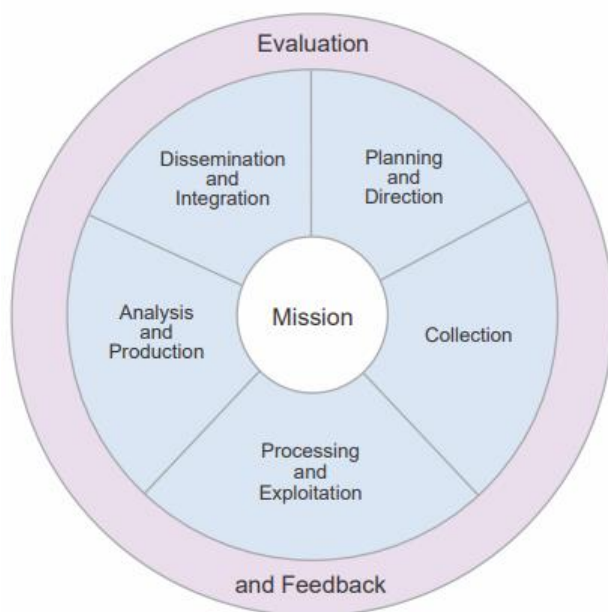 Evaluation
Dissemination
and
Integration
Planning
and
Direction
Analysis
and
Production
Mission
Collection
Processing
and
Exploitation
and Feedback